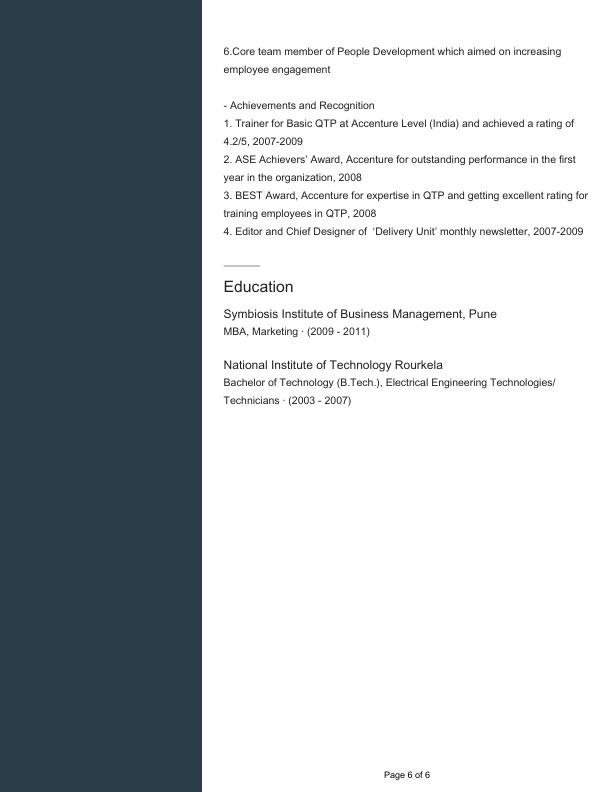 6.Core team member of People Development which aimed on increasing
employee engagement
- Achievements and Recognition
1. Trainer for Basic QTP at Accenture Level (India) and achieved a rating of
4.2/5, 2007-2009
2. ASE Achievers’ Award, Accenture for outstanding performance in the first
year in the organization, 2008
3. BEST Award, Accenture for expertise in QTP and getting excellent rating for
training employees in QTP, 2008
4. Editor and Chief Designer of  ‘Delivery Unit’ monthly newsletter, 2007-2009
Education
Symbiosis Institute of Business Management, Pune
MBA, Marketing · (2009 - 2011)
National Institute of Technology Rourkela
Bachelor of Technology (B.Tech.), Electrical Engineering Technologies/
Technicians · (2003 - 2007)
Page 6 of 6